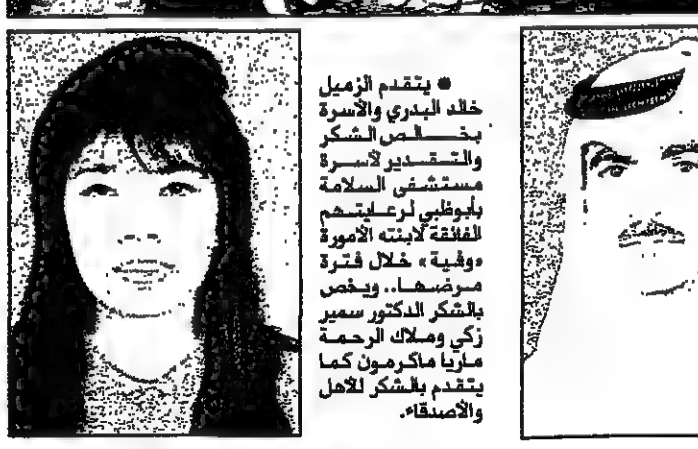 ● يتقدم الزميل
خالد البدري والأسرة
بخالص الشكر
والتقدير لأسرة
مستشفى السلامة
بأبوظبي لرعايتهم
الفائقة لابنته الأمورة
«وفية» خلال فترة
مرضها.. ويخص
بالشكر الدكتور سمير
زكي وملاك الرحمة
ماريا ماكرمون كما
يتقدم بالشكر للأهل
والأصدقاء.